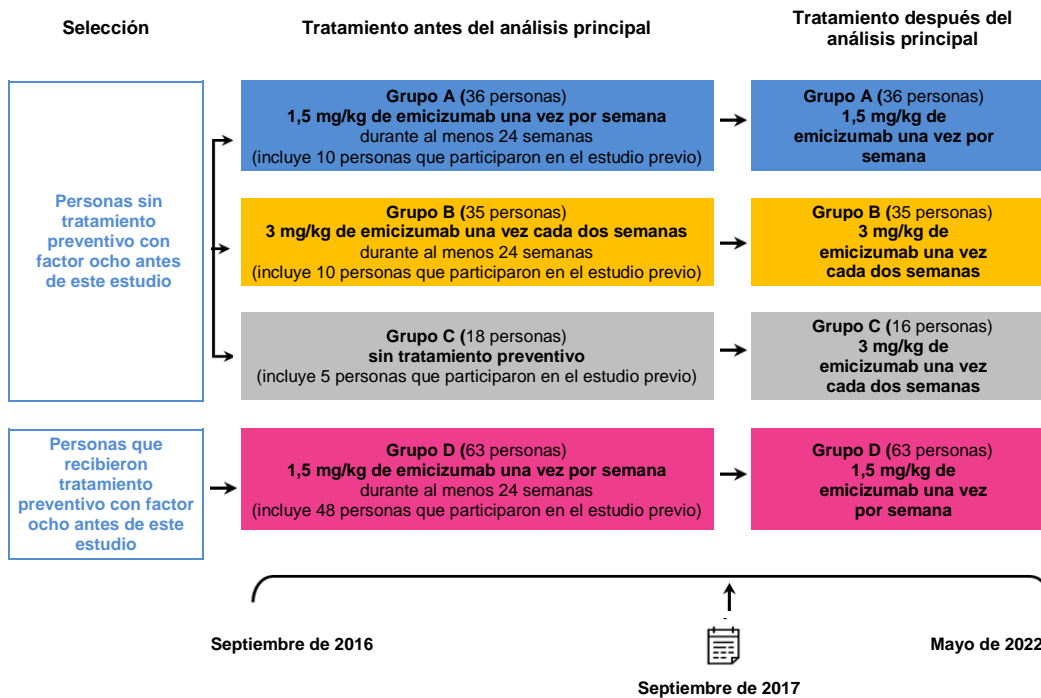 Selección
Tratamiento antes del análisis principal
Tratamiento después del
análisis principal
Personas sin
tratamiento
preventivo con
factor ocho antes
de este estudio
Grupo A (36 personas)
1,5 mg/kg de emicizumab una vez por semana
durante al menos 24 semanas
(incluye 10 personas que participaron en el estudio previo)
Grupo A (36 personas)
1,5 mg/kg de
emicizumab una vez por
semana
Grupo B (35 personas)
3 mg/kg de emicizumab una vez cada dos semanas
durante al menos 24 semanas
(incluye 10 personas que participaron en el estudio previo)
Grupo B (35 personas)
3 mg/kg de
emicizumab una vez
cada dos semanas
Grupo C (18 personas)
sin tratamiento preventivo
(incluye 5 personas que participaron en el estudio previo)
Grupo C (16 personas)
3 mg/kg de
emicizumab una vez
cada dos semanas
Personas que
recibieron
tratamiento
preventivo con factor
ocho antes de este
estudio
Grupo D (63 personas)
1,5 mg/kg de emicizumab una vez por semana
durante al menos 24 semanas
(incluye 48 personas que participaron en el estudio previo)
Grupo D (63 personas)
1,5 mg/kg de
emicizumab una vez
por semana
Septiembre de 2016
Mayo de 2022
Septiembre de 2017